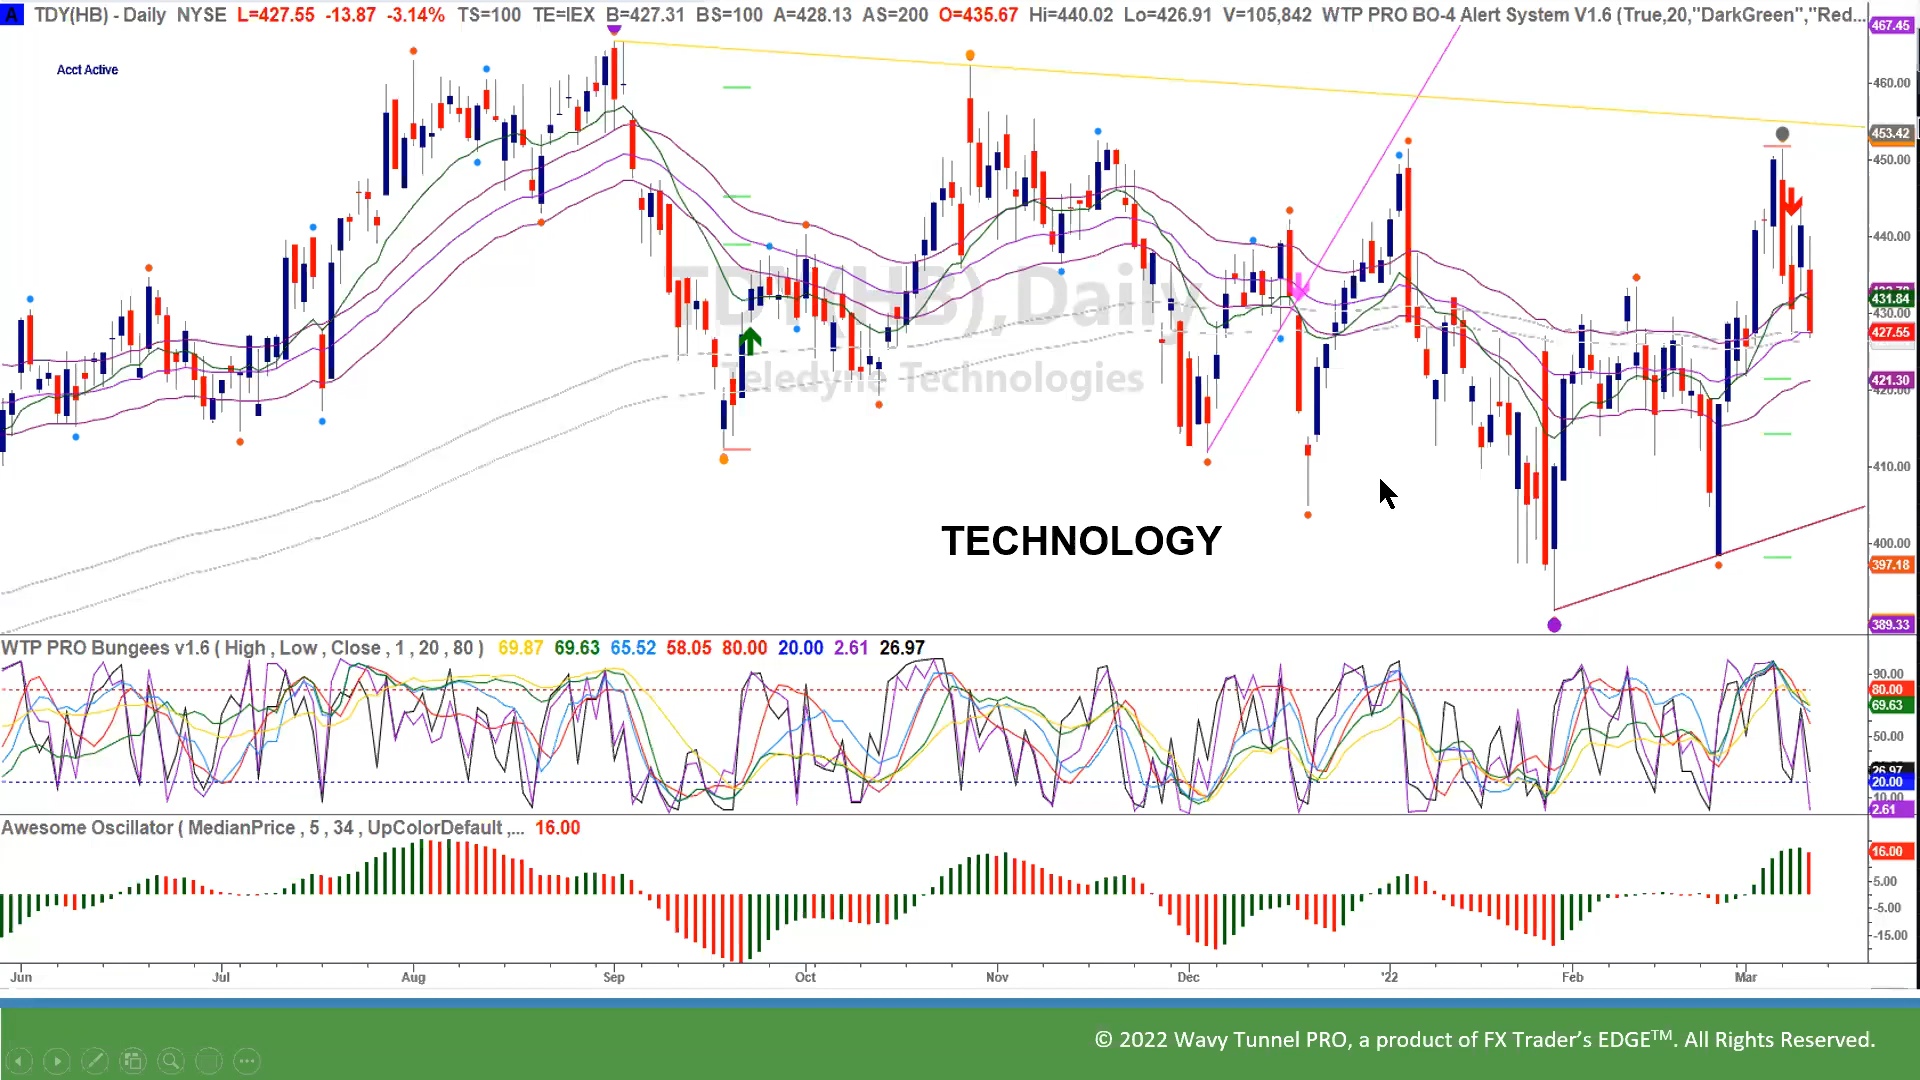 TDY(HB) - Daily NYSE L=427.55 -13.87 -3.14% TS=100 TE=IEX B=427.31 BS=100 A=428.13 AS=200 O=435.67 Hi=440.02 Lo=426.91 V=105,842 WTP PRO BO-4 Alert System V1.6 (True,20,"DarkGreen","Red...
A
Acct Active
467.45
460.00
453.42
450.00
440.00
431.84
430.00
427.55
421.30
420.00
410.00
400.00
397.18
389.33
TDY(HB),Daily
Teledyne Technologies
TECHNOLOGY
WTP PRO Bungees v1.6 ( High , Low , Close , 1 , 20 , 80 ) 69.87 69.63 65.52 58.05 80.00 20.00 2.61 26.97
90.00
80.00
69.63
50.00
26.97
20.00
10.00
2.61
Awesome Oscillator ( MedianPrice , 5 , 34 , UpColorDefault ,... 16.00
16.00
5.00
-5.00
-15.00
Jun Jul Aug Sep Oct Nov Dec '22 Feb Mar
© 2022 Wavy Tunnel PRO, a product of FX Trader's EDGE™. All Rights Reserved.